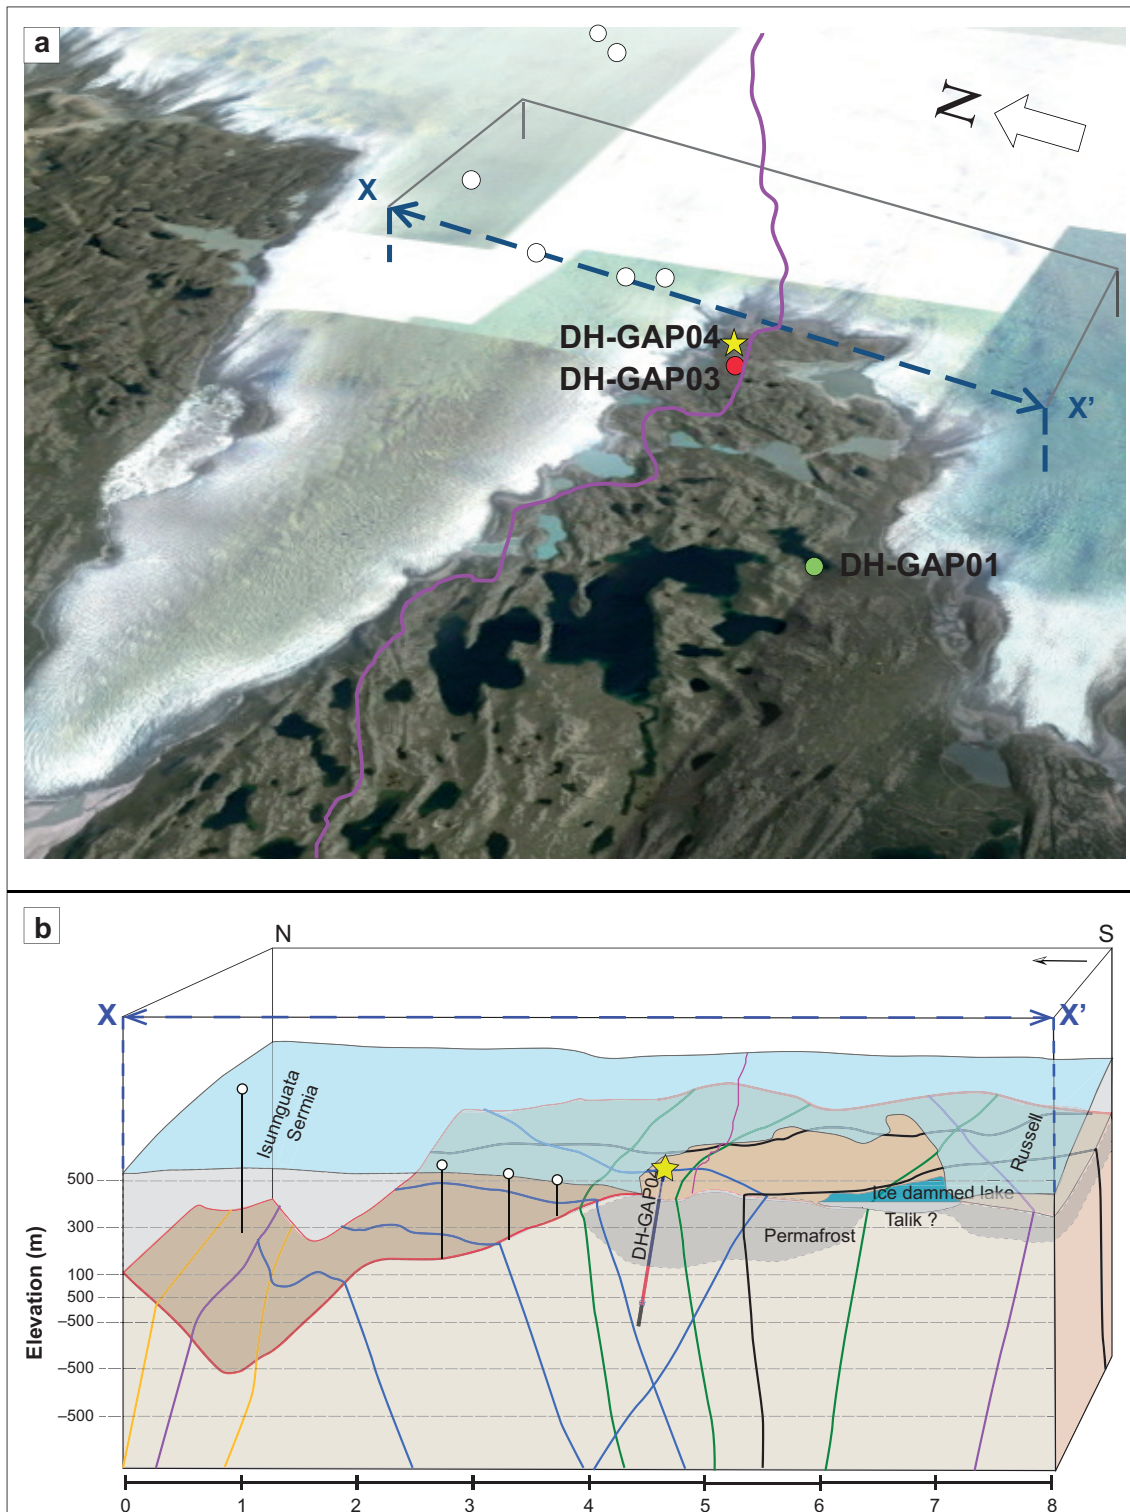 a
N
X
DH-GAP04
DH-GAP03
X’
DH-GAP01
b
N
S
X
X’
Isunnguata
Sermia
Russell
500
DH-GAP04
Ice dammed lake
300
Permafrost
Talik ?
100
500
–500
–500
–500
Elevation (m)
0 1 2 3 4 5 6 7 8